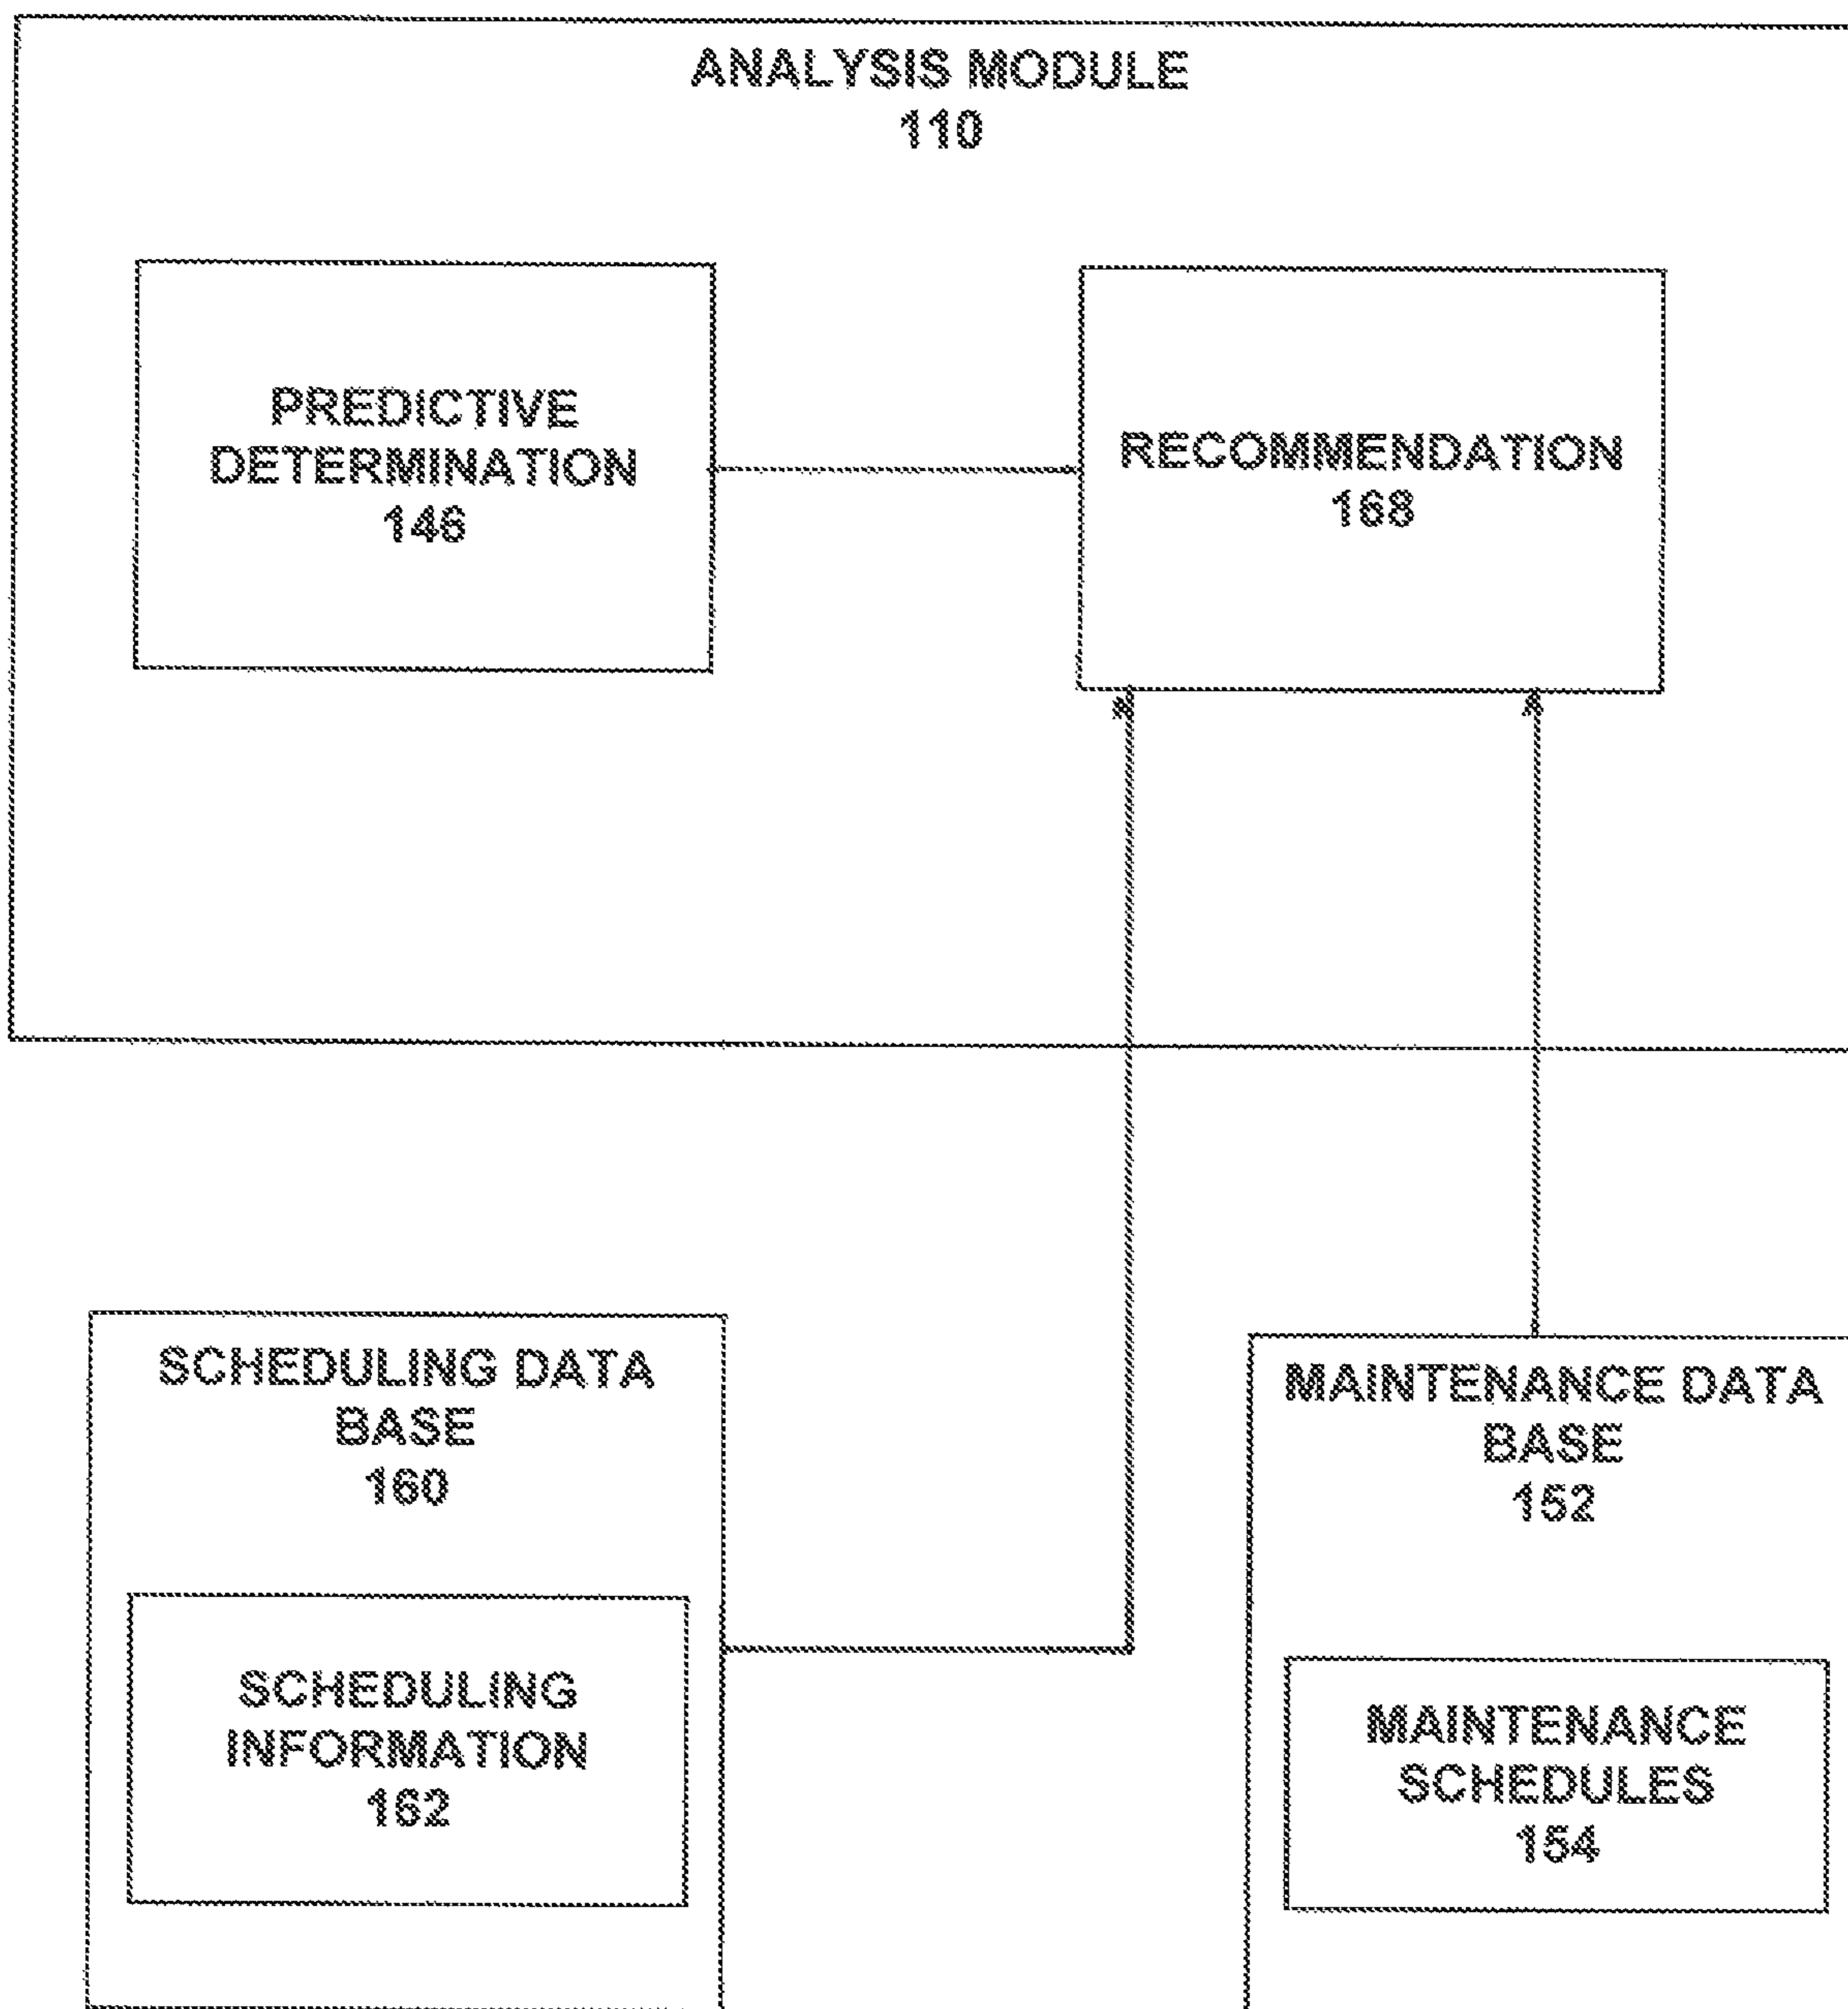 ANALYSIS MODULE
110
PREDICTIVE
DETERMINATION
146
RECOMMENDATION
168
SCHEDULING DATA
BASE
160
SCHEDULING
INFORMATION
162
MAINTENANCE DATA
BASE
152
MAINTENANCE
SCHEDULES
154